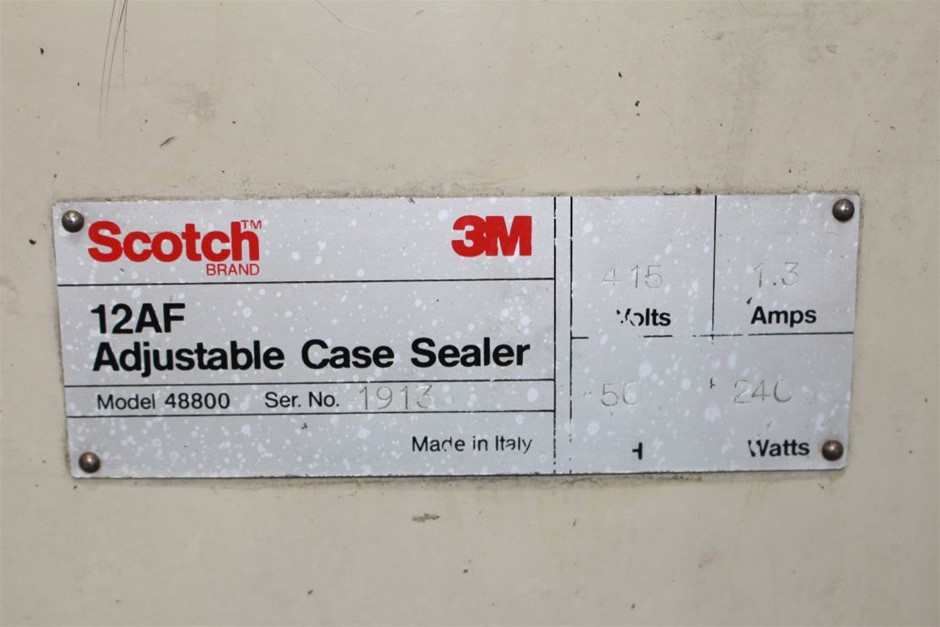 Scotch™
BRAND
3M
12AF
Adjustable Case Sealer
Model 48800 Ser. No. 1913
Made in Italy
415
Volts
1.3
Amps
50
240
Watts